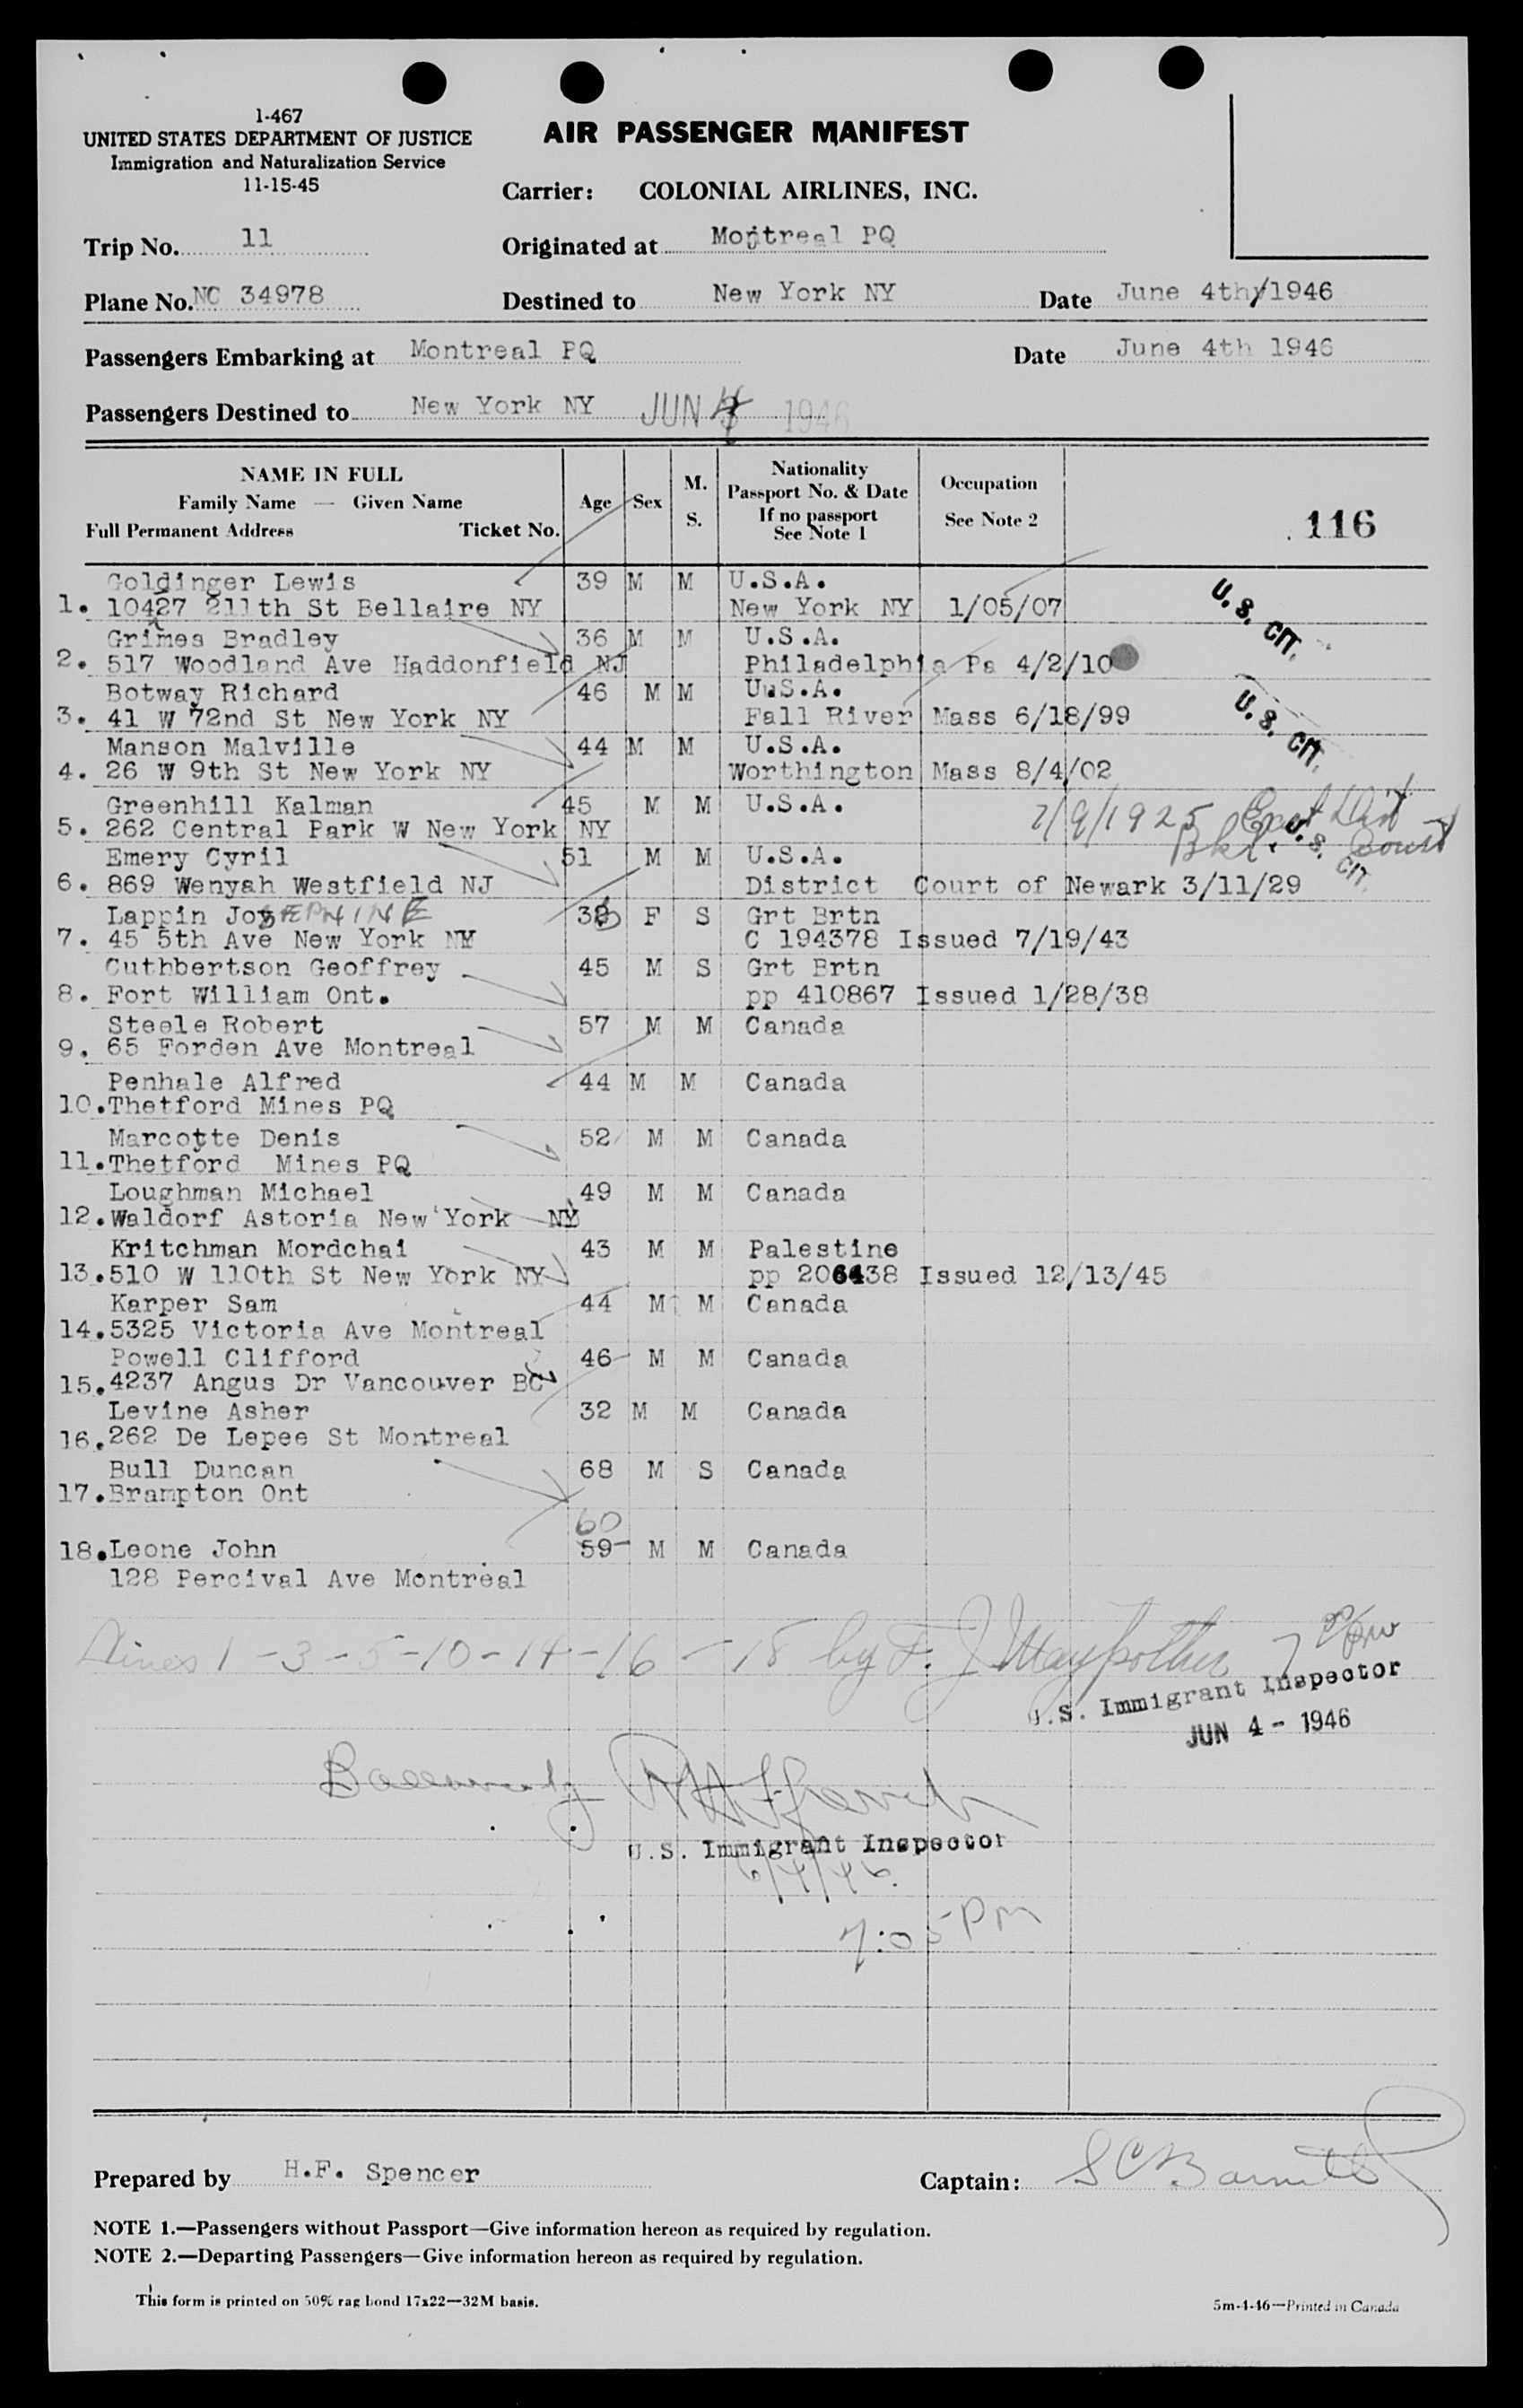 1-467
UNITED STATES DEPARTMENT OF JUSTICE
Immigration and Naturalization Service
11-15-45
AIR PASSENGER MANIFEST
Carrier: COLONIAL AIRLINES, INC.
Trip No. 11
Originated at Montreal PQ
Plane No. NC 34978
Destined to New York NY
Date June 4th/1946
Passengers Embarking at Montreal PQ
Date June 4th 1946
Passengers Destined to New York NY JUN 4 1946
NAME IN FULL
Family Name — Given Name
Full Permanent Address Ticket No.
Age
Sex
M. S.
Nationality
Passport No. & Date
If no passport
See Note 1
Occupation
See Note 2
116
Goldinger Lewis 39 M M U.S.A.
1. 10427 211th St Bellaire NY New York NY 1/05/07
U.S. CIT.
Grimes Bradley 36 M M U.S.A.
2. 517 Woodland Ave Haddonfield NJ Philadelphia Pa 4/2/10
Botway Richard 46 M M U.S.A.
3. 41 W 72nd St New York NY Fall River Mass 6/18/99
U.S. CIT.
Manson Malville 44 M M U.S.A.
4. 26 W 9th St New York NY Worthington Mass 8/4/02
Greenhill Kalman 45 M M U.S.A. 7/9/1925 East Dist
5. 262 Central Park W New York NY Bkl. Court
U.S. CIT.
Emery Cyril 51 M M U.S.A.
6. 869 Wenyah Westfield NJ District Court of Newark 3/11/29
Lappin JosEPHINE 36 F S Grt Brtn
7. 45 5th Ave New York NY C 194378 Issued 7/19/43
Cuthbertson Geoffrey 45 M S Grt Brtn
8. Fort William Ont. pp 410867 Issued 1/28/38
Steele Robert 57 M M Canada
9. 65 Forden Ave Montreal
Penhale Alfred 44 M M Canada
10. Thetford Mines PQ
Marcotte Denis 52 M M Canada
11. Thetford Mines PQ
Loughman Michael 49 M M Canada
12. Waldorf Astoria New York NY
Kritchman Mordchai 43 M M Palestine
13. 510 W 110th St New York NY pp 206438 Issued 12/13/45
Karper Sam 44 M M Canada
14. 5325 Victoria Ave Montreal
Powell Clifford 46 M M Canada
15. 4237 Angus Dr Vancouver BC
Levine Asher 32 M M Canada
16. 262 De Lepee St Montreal
Bull Duncan 68 M S Canada
17. Brampton Ont
60
18. Leone John 59 M M Canada
128 Percival Ave Montreal
Lines 1-3-5-10-14-16-18 by F. J. 
U.S. Immigrant Inspector
JUN 4 - 1946
U.S. Immigrant Inspector
6/4/46.
7:05 PM
Prepared by H.F. Spencer
Captain: S C
NOTE 1.—Passengers without Passport—Give information hereon as required by regulation.
NOTE 2.—Departing Passengers—Give information hereon as required by regulation.
This form is printed on 50% rag bond 17x22—32M basis.
5m-4-46—Printed in Canada